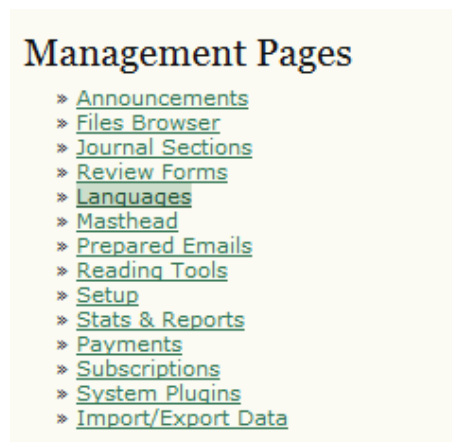 Management Pages
» Announcements
» Files Browser
» Journal Sections
» Review Forms
» Languages
» Masthead
» Prepared Emails
» Reading Tools
» Setup
» Stats & Reports
» Payments
» Subscriptions
» System Plugins
» Import/Export Data